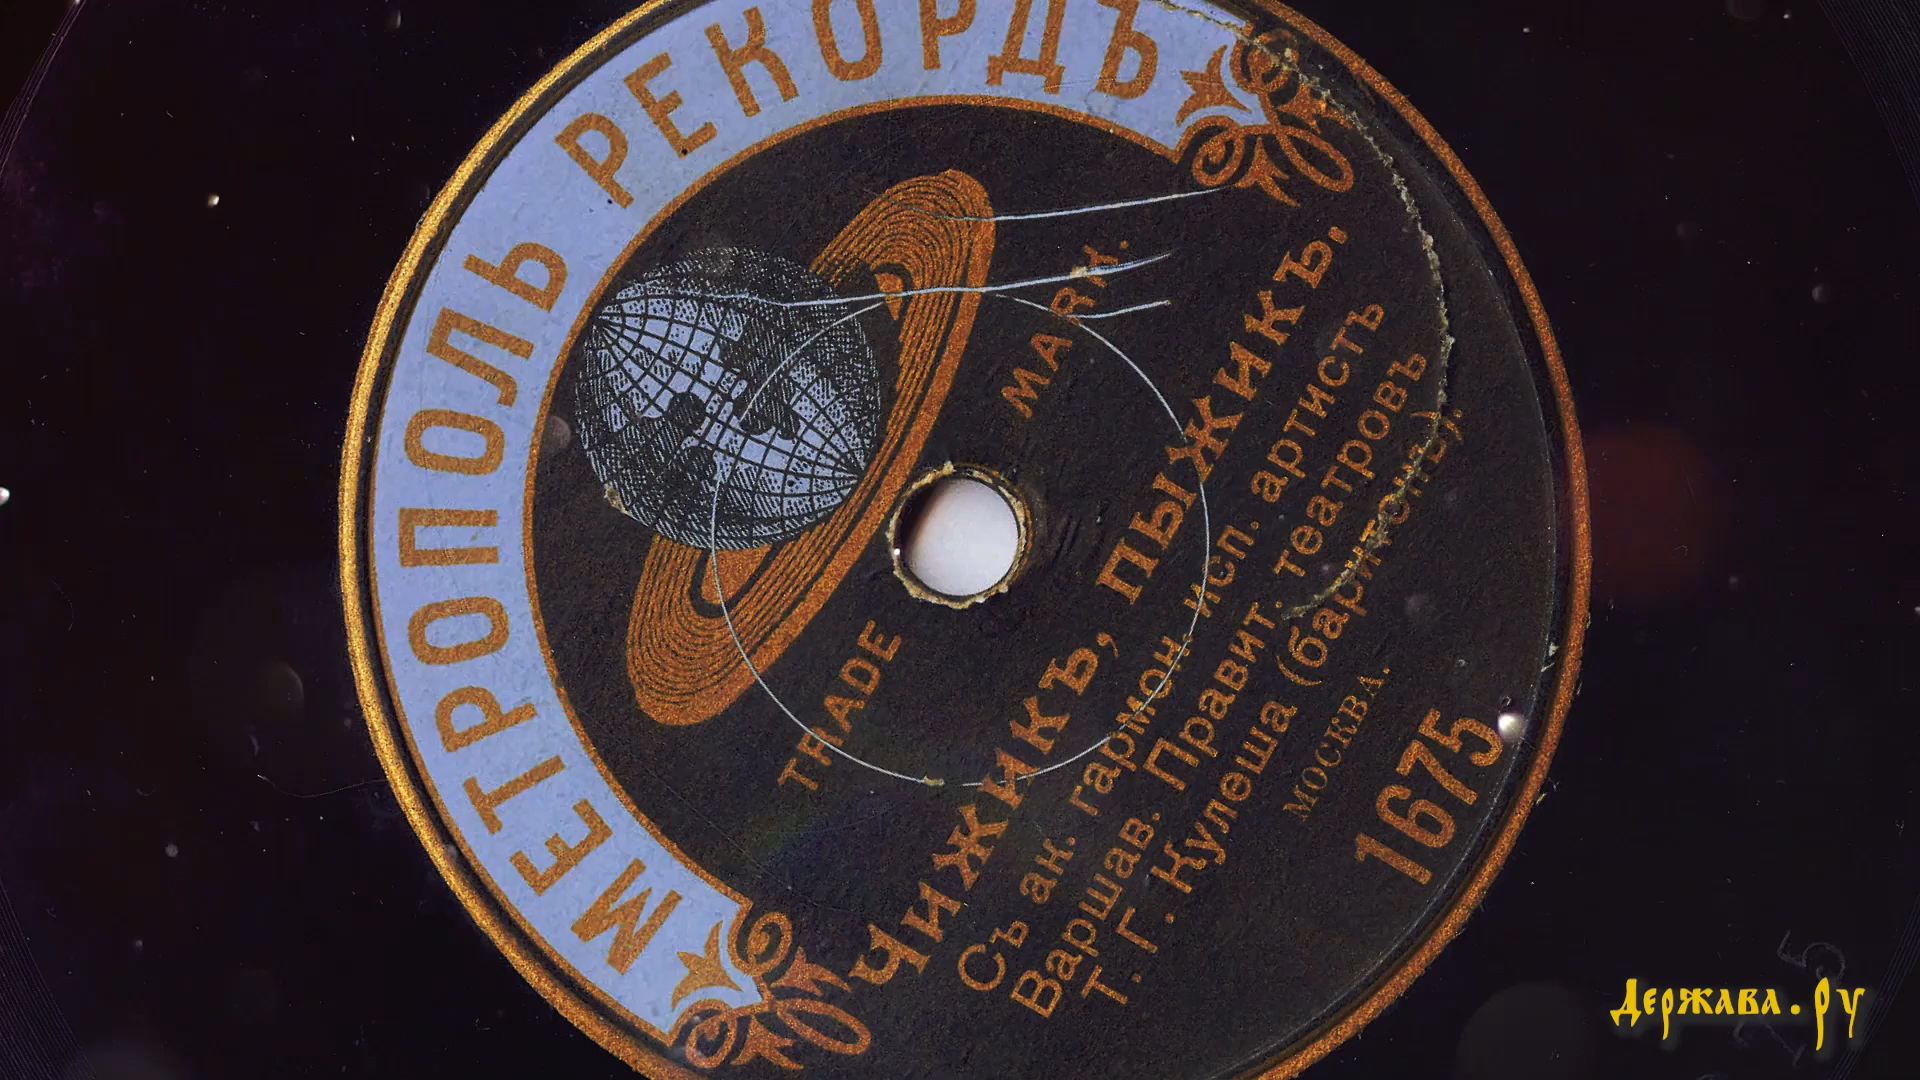 МЕТРОПОЛЬ РЕКОРДЪ
TRADE MARK.
Чижикъ, пыжикъ.
Съ ак. гармон. исп. артистъ
Варшав. Правит. театровъ
Т. Г. Кулеша (баритонъ).
МОСКВА.
1675
Держава.ру